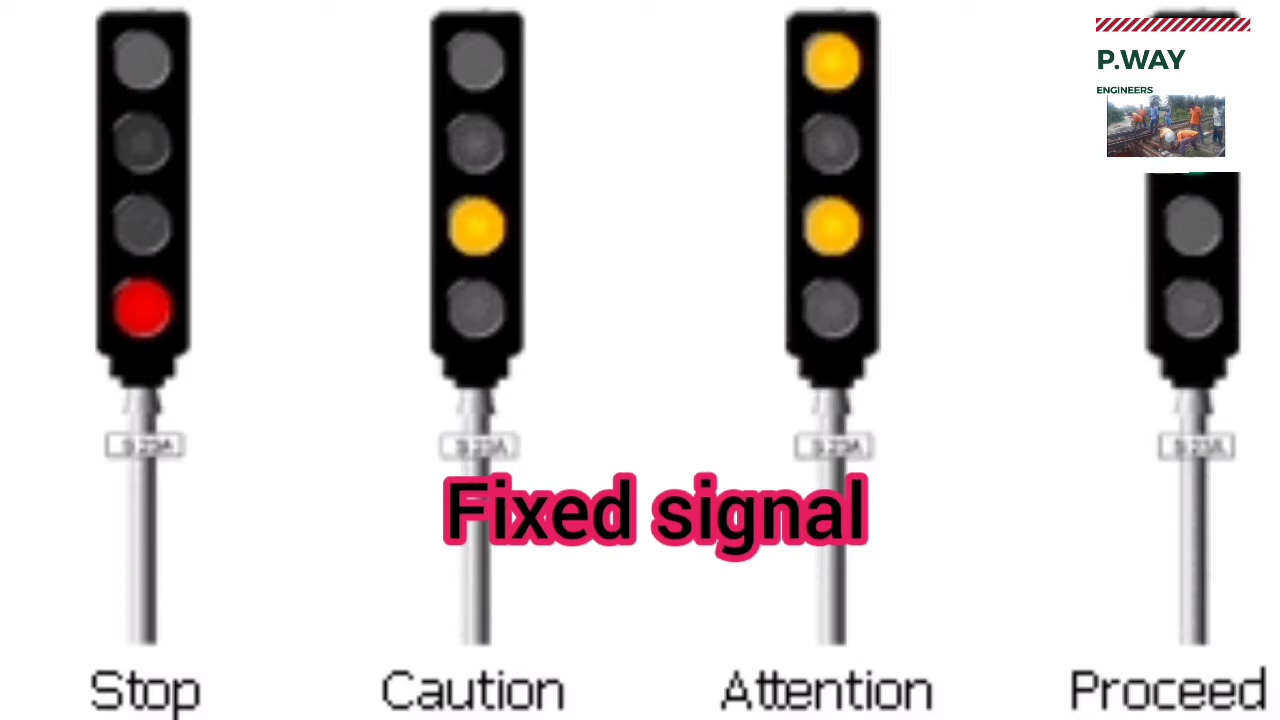 P.WAY
ENGINEERS
Fixed signal
Stop
Caution
Attention
Proceed